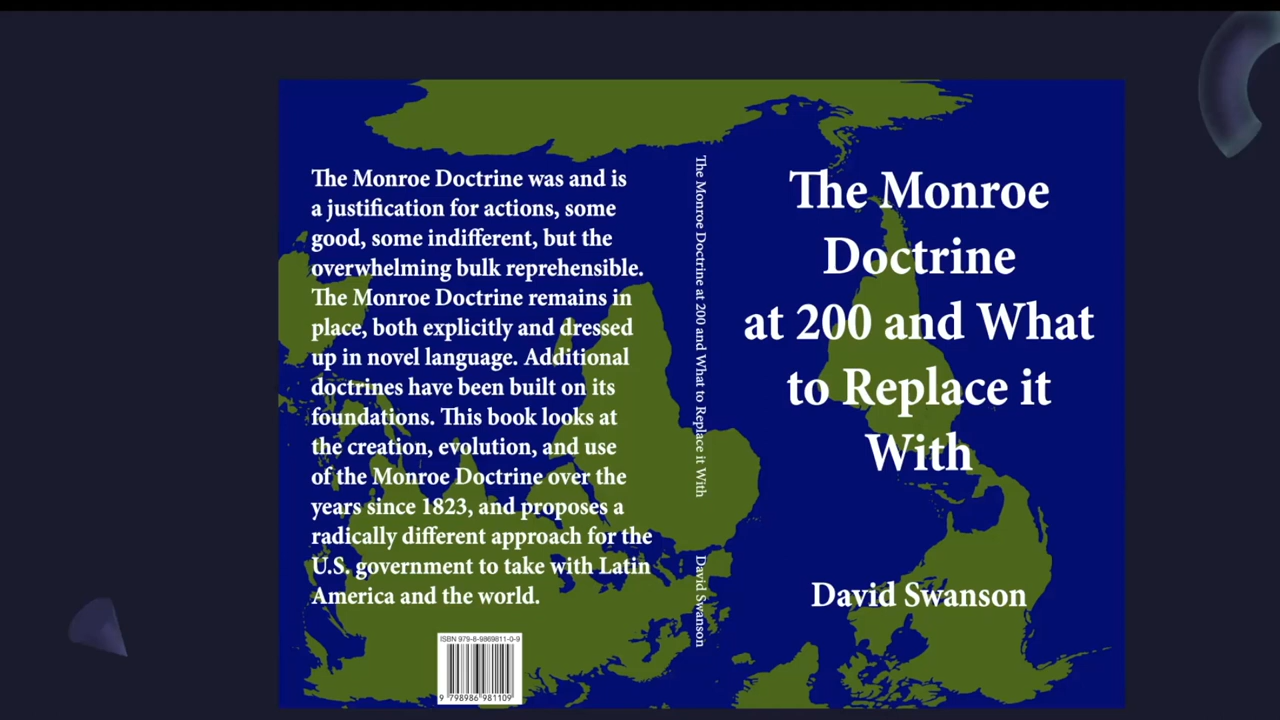 The Monroe Doctrine was and is
a justification for actions, some
good, some indifferent, but the
overwhelming bulk reprehensible.
The Monroe Doctrine remains in
place, both explicitly and dressed
up in novel language. Additional
doctrines have been built on its
foundations. This book looks at
the creation, evolution, and use
of the Monroe Doctrine over the
years since 1823, and proposes a
radically different approach for the
U.S. government to take with Latin
America and the world.
ISBN 979-8-9869811-0-9
9 798986 981109
The Monroe Doctrine at 200 and What to Replace it With
David Swanson
The Monroe
Doctrine
at 200 and What
to Replace it
With
David Swanson